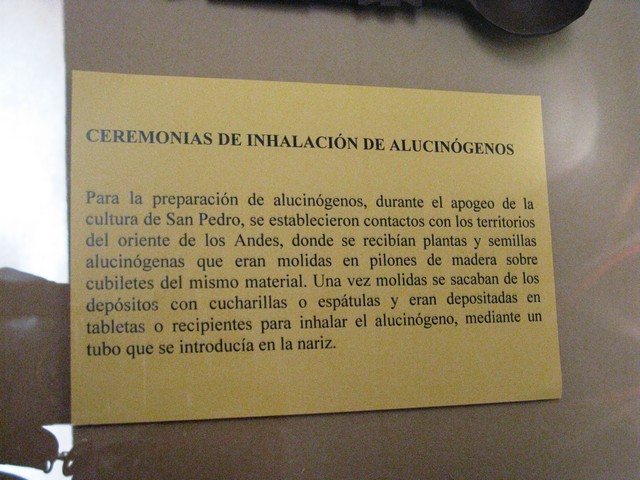 CEREMONIAS DE INHALACIÓN DE ALUCINÓGENOS
Para la preparación de alucinógenos, durante el apogeo de la
cultura de San Pedro, se establecieron contactos con los territorios
del oriente de los Andes, donde se recibían plantas y semillas
alucinógenas que eran molidas en pilones de madera sobre
cubiletes del mismo material. Una vez molidas se sacaban de los
depósitos con cucharillas o espátulas y eran depositadas en
tabletas o recipientes para inhalar el alucinógeno, mediante un
tubo que se introducía en la nariz.